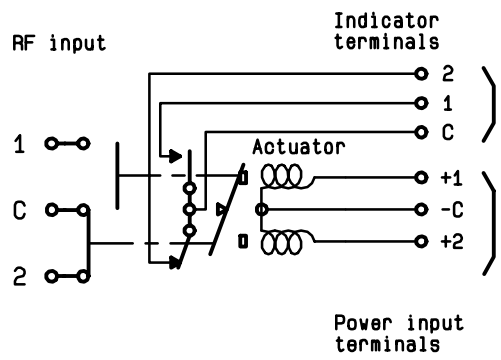 Indicator
terminals
RF input
2
1
C
Actuator
1
+1
C
-C
+2
2
Power input
terminals